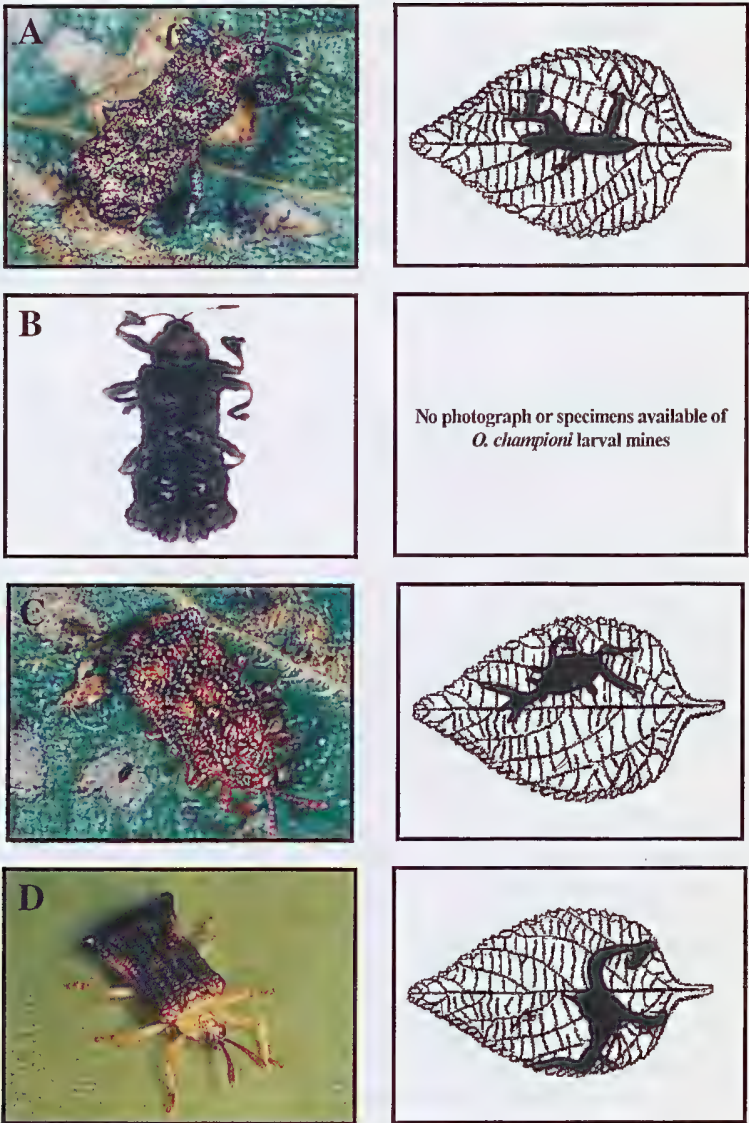 A
B
No photograph or specimens available of
O. championi larval mines
C
D